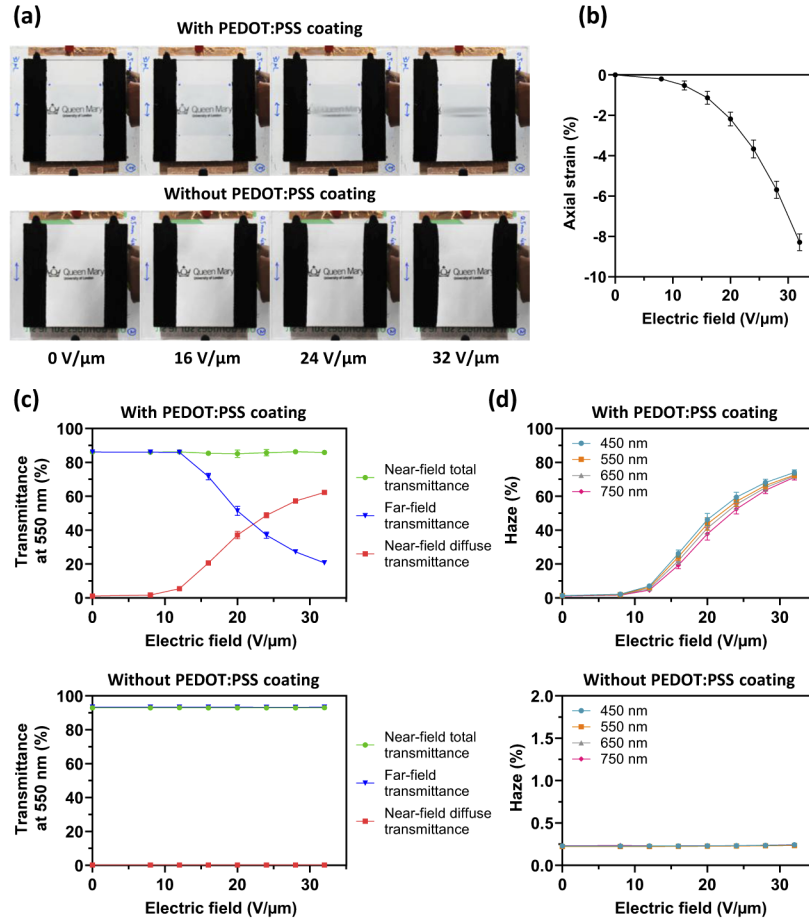 (a)
With PEDOT:PSS coating
Queen Mary
University of London
Queen Mary
University of London
Queen Mary
Without PEDOT:PSS coating
Queen Mary
University of London
Queen Mary
University of London
Queen Mary
University of London
Queen Mary
University of London
0 V/μm
16 V/μm
24 V/μm
32 V/μm
(b)
Axial strain (%)
0
-2
-4
-6
-8
-10
0
10
20
30
Electric field (V/μm)
(c)
With PEDOT:PSS coating
Transmittance
at 550 nm (%)
100
80
60
40
20
0
0
10
20
30
Electric field (V/μm)
Near-field total
transmittance
Far-field
transmittance
Near-field diffuse
transmittance
(d)
With PEDOT:PSS coating
Haze (%)
100
80
60
40
20
0
450 nm
550 nm
650 nm
750 nm
0
10
20
30
Electric field (V/μm)
Without PEDOT:PSS coating
Transmittance
at 550 nm (%)
100
80
60
40
20
0
0
10
20
30
Electric field (V/μm)
Near-field total
transmittance
Far-field
transmittance
Near-field diffuse
transmittance
Without PEDOT:PSS coating
Haze (%)
2.0
1.5
1.0
0.5
0.0
450 nm
550 nm
650 nm
750 nm
0
10
20
30
Electric field (V/μm)